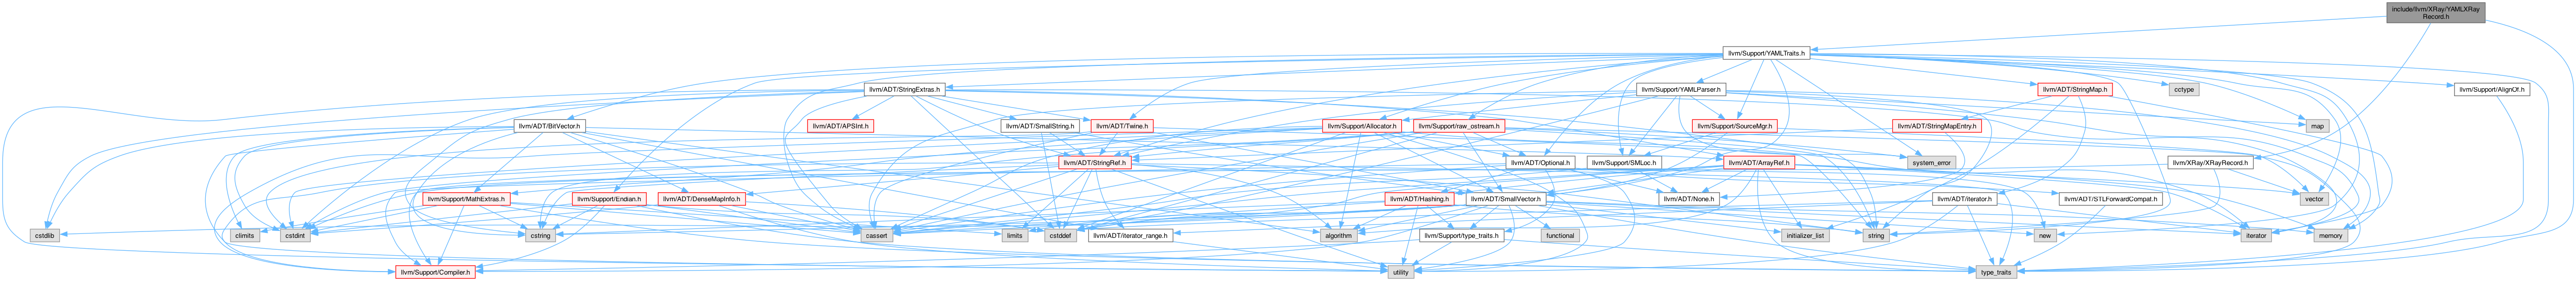 include/llvm/XRay/YAMLXRay
Record.h
llvm/Support/YAMLTraits.h
llvm/ADT/StringExtras.h
llvm/Support/YAMLParser.h
llvm/ADT/StringMap.h
cctype
llvm/Support/AlignOf.h
llvm/ADT/BitVector.h
llvm/ADT/APSInt.h
llvm/ADT/SmallString.h
llvm/ADT/Twine.h
llvm/Support/Allocator.h
llvm/Support/raw_ostream.h
llvm/Support/SourceMgr.h
llvm/ADT/StringMapEntry.h
map
llvm/ADT/StringRef.h
llvm/ADT/Optional.h
llvm/Support/SMLoc.h
llvm/ADT/ArrayRef.h
system_error
llvm/XRay/XRayRecord.h
llvm/Support/MathExtras.h
llvm/Support/Endian.h
llvm/ADT/DenseMapInfo.h
llvm/ADT/Hashing.h
llvm/ADT/SmallVector.h
llvm/ADT/None.h
llvm/ADT/iterator.h
llvm/ADT/STLForwardCompat.h
vector
cstdlib
climits
cstdint
cstring
cassert
limits
cstddef
llvm/ADT/iterator_range.h
algorithm
llvm/Support/type_traits.h
functional
initializer_list
string
new
iterator
memory
llvm/Support/Compiler.h
utility
type_traits